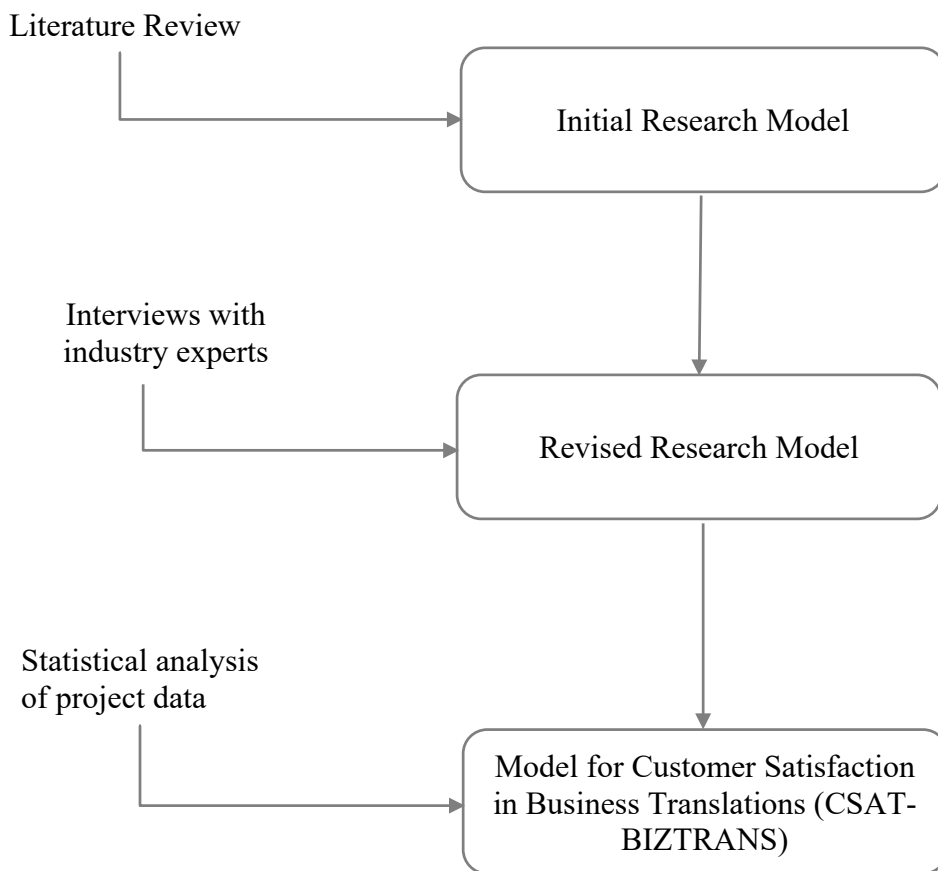 Literature Review
Initial Research Model
Interviews with
industry experts
Revised Research Model
Statistical analysis
of project data
Model for Customer Satisfaction
in Business Translations (CSAT-
BIZTRANS)